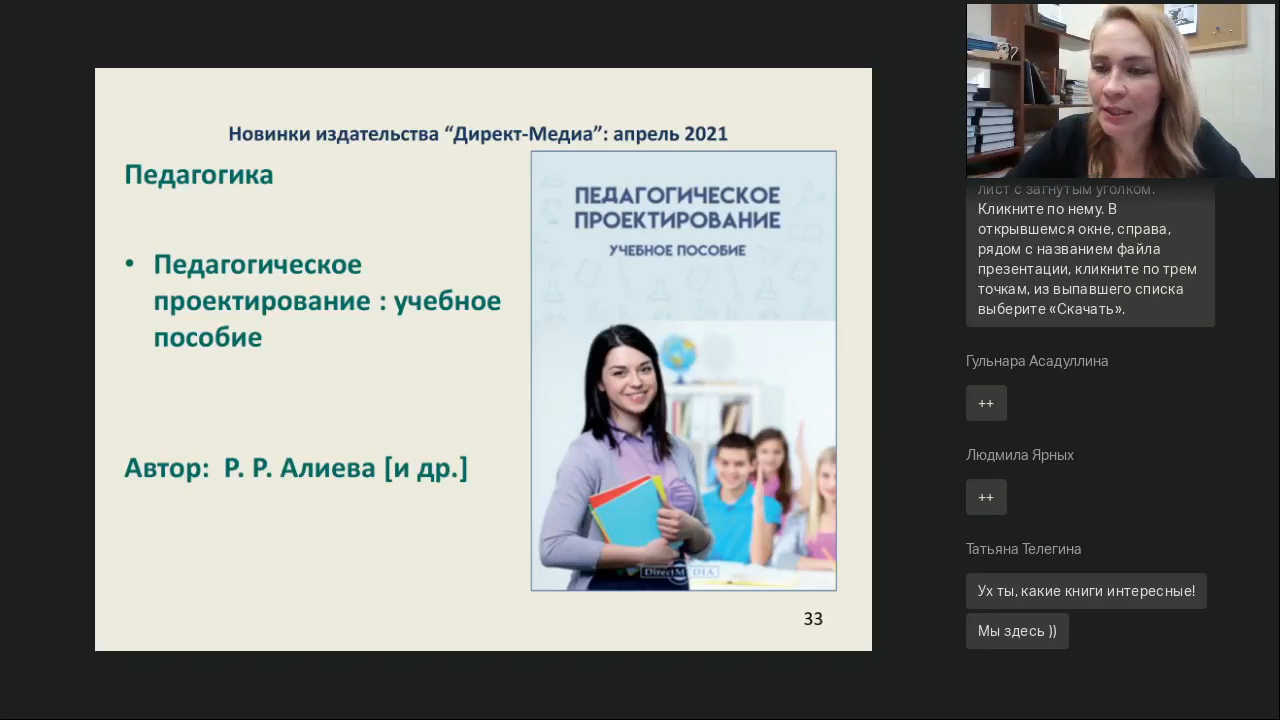 Новинки издательства “Директ-Медиа”: апрель 2021
Педагогика
• Педагогическое
проектирование : учебное
пособие
Автор: Р. Р. Алиева [и др.]
ПЕДАГОГИЧЕСКОЕ
ПРОЕКТИРОВАНИЕ
УЧЕБНОЕ ПОСОБИЕ
DirectMEDIA
33
лист с загнутым уголком.
Кликните по нему. В
открывшемся окне, справа,
рядом с названием файла
презентации, кликните по трем
точкам, из выпавшего списка
выберите «Скачать».
Гульнара Асадуллина
++
Людмила Ярных
++
Татьяна Телегина
Ух ты, какие книги интересные!
Мы здесь ))